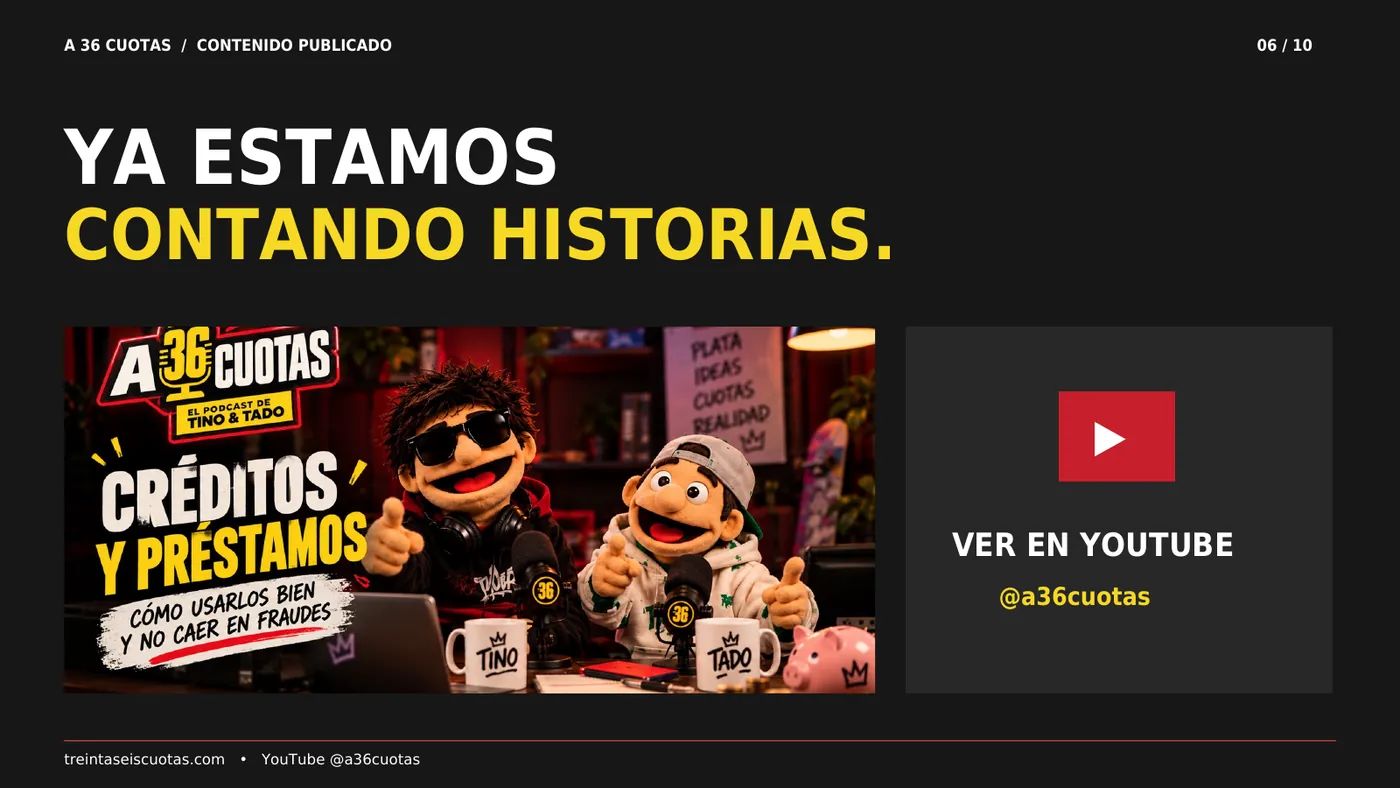 A 36 CUOTAS / CONTENIDO PUBLICADO
06 / 10
YA ESTAMOS
CONTANDO HISTORIAS.
A 36 CUOTAS
EL PODCAST DE
TINO & TADO
CRÉDITOS
Y PRÉSTAMOS
CÓMO USARLOS BIEN
Y NO CAER EN FRAUDES
PLATA
IDEAS
CUOTAS
REALIDAD
36
36
TINO
TADO
VER EN YOUTUBE
@a36cuotas
treintaseiscuotas.com • YouTube @a36cuotas